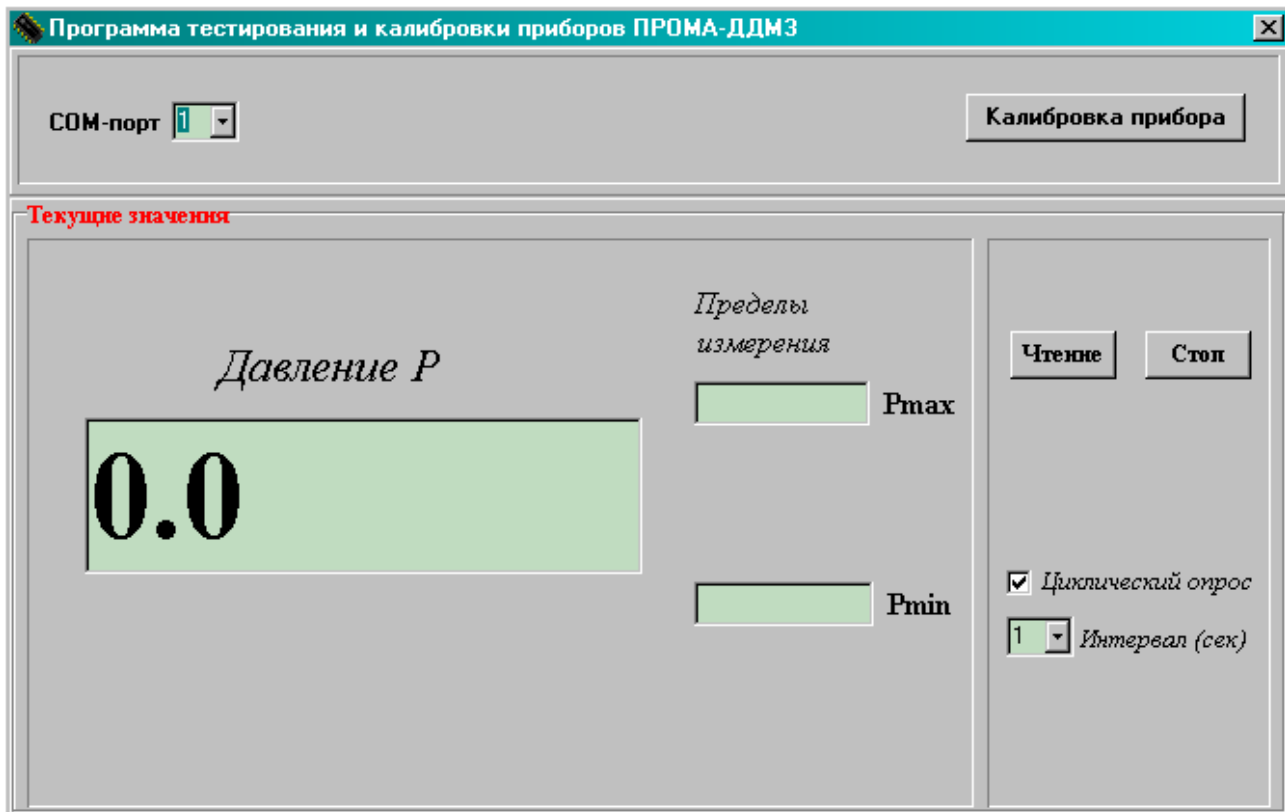 Программа тестирования и калибровки приборов ПРОМА-ДДМ3
COM-порт 1
Калибровка прибора
Текущие значения
Давление P
0.0
Пределы
измерения
Pmax
Pmin
Чтение
Стоп
Циклический опрос
1 Интервал (сек)